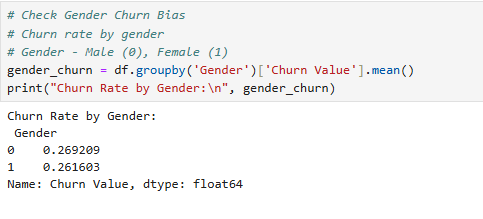 # Check Gender Churn Bias
# Churn rate by gender
# Gender - Male (0), Female (1)
gender_churn = df.groupby('Gender')['Churn Value'].mean()
print("Churn Rate by Gender:\n", gender_churn)
Churn Rate by Gender:
 Gender
0    0.269209
1    0.261603
Name: Churn Value, dtype: float64